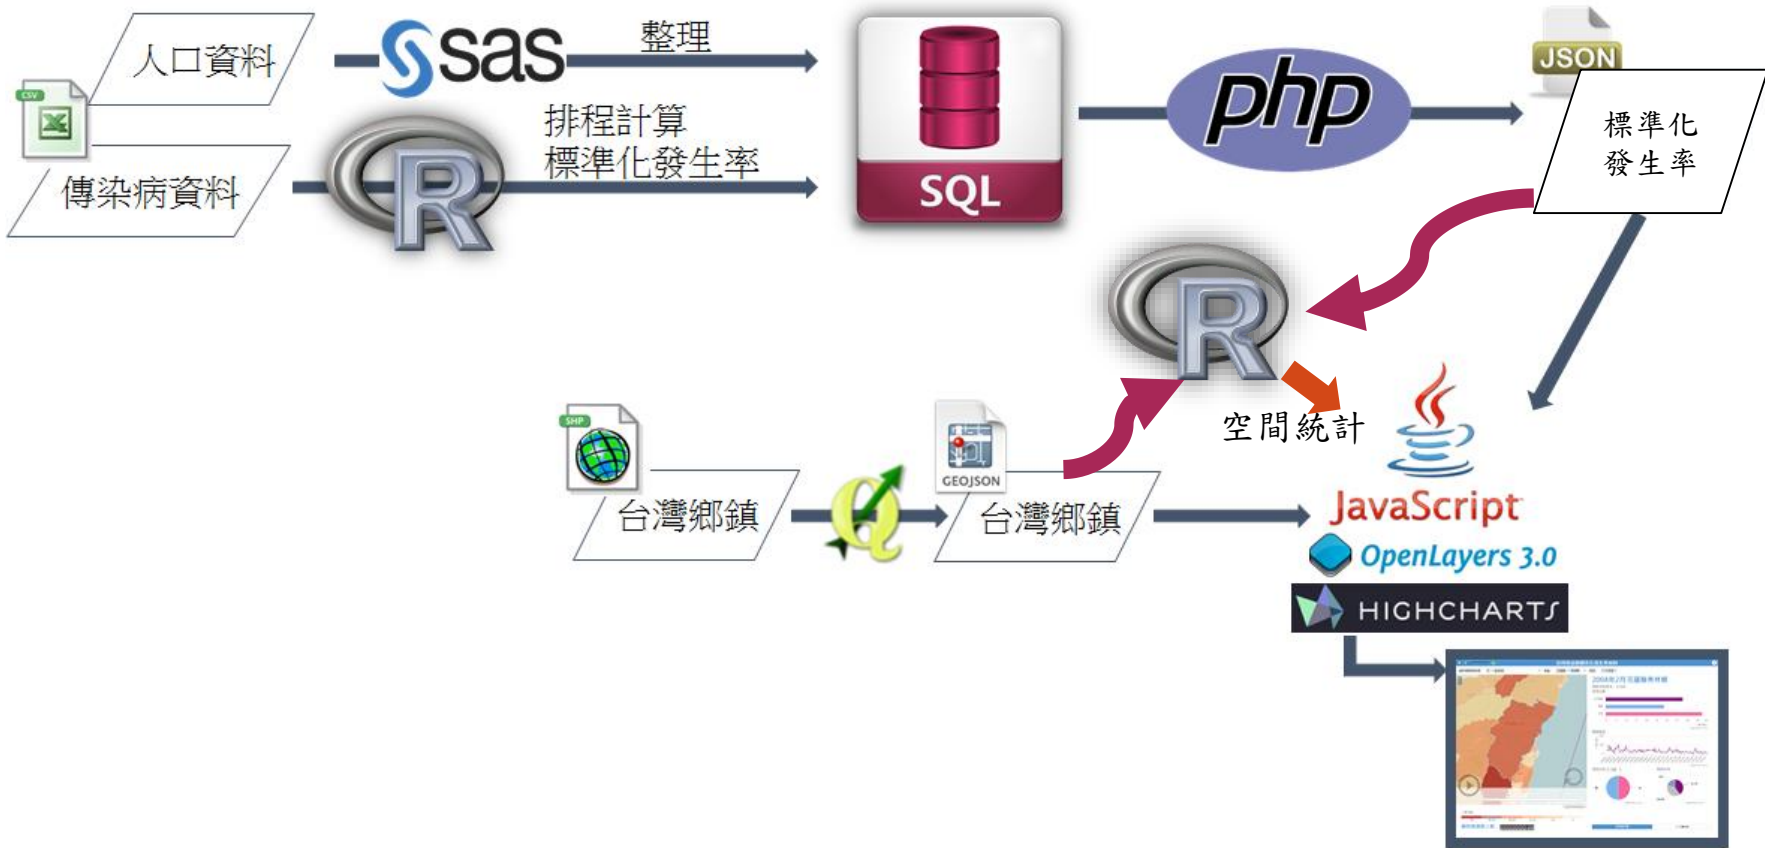 人口資料
sas
整理
CSV
傳染病資料
R
排程計算
標準化發生率
SQL
php
JSON
標準化
發生率
R
空間統計
SHP
台灣鄉鎮
Q
GEOJSON
台灣鄉鎮
JavaScript
OpenLayers 3.0
HIGHCHARTS